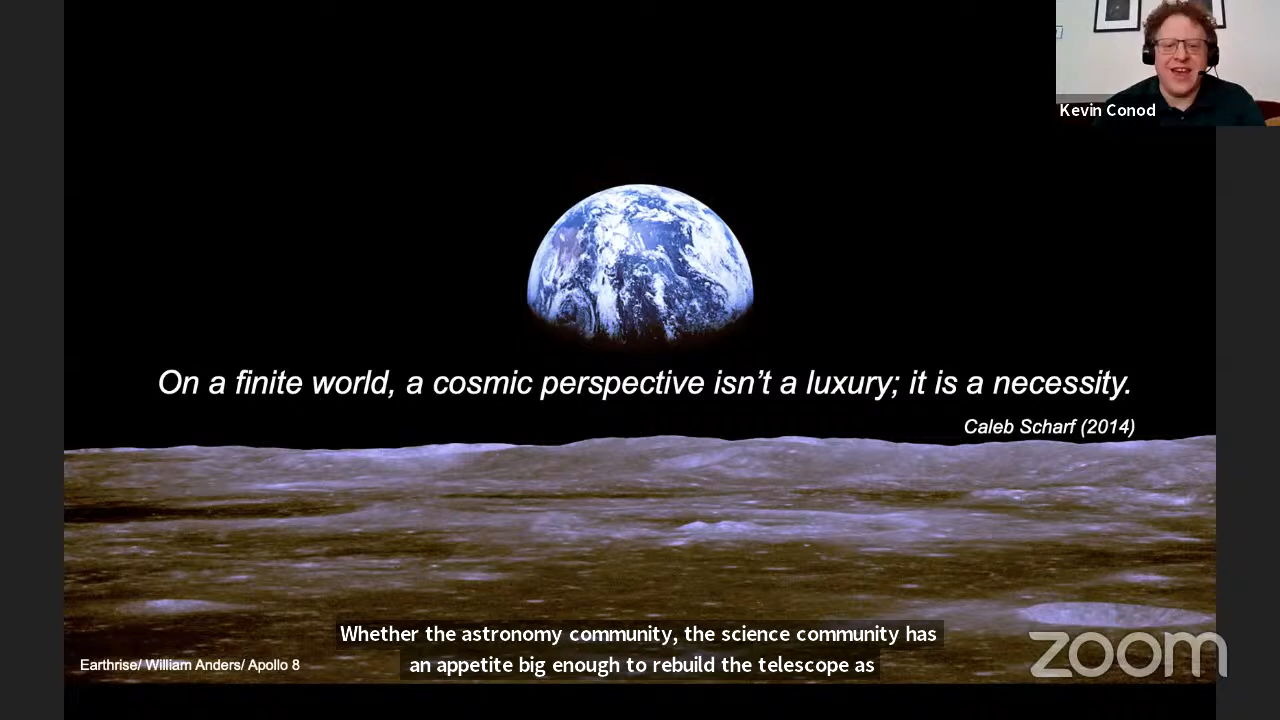 Kevin Conod
On a finite world, a cosmic perspective isn't a luxury; it is a necessity.
Caleb Scharf (2014)
Whether the astronomy community, the science community has
an appetite big enough to rebuild the telescope as
Earthrise/ William Anders/ Apollo 8
zoom